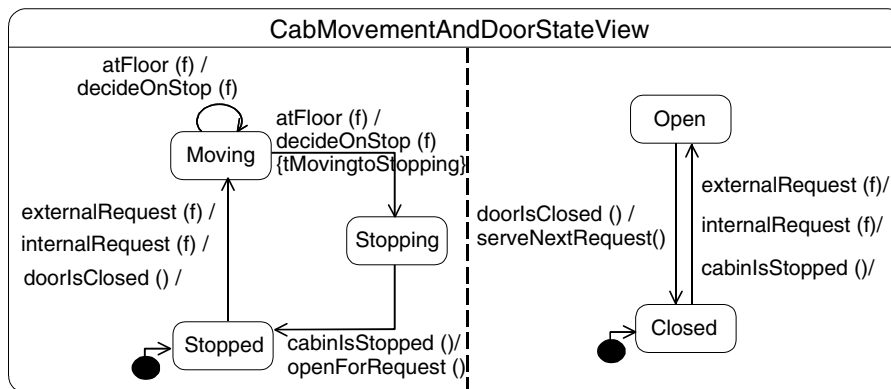 CabMovementAndDoorStateView
atFloor (f) /
decideOnStop (f)
atFloor (f) /
decideOnStop (f)
{tMovingtoStopping}
Moving
externalRequest (f) /
internalRequest (f) /
doorIsClosed () /
Stopping
Stopped
cabinIsStopped ()/
openForRequest ()
Open
doorIsClosed () /
serveNextRequest()
externalRequest (f)/
internalRequest (f)/
cabinIsStopped ()/
Closed